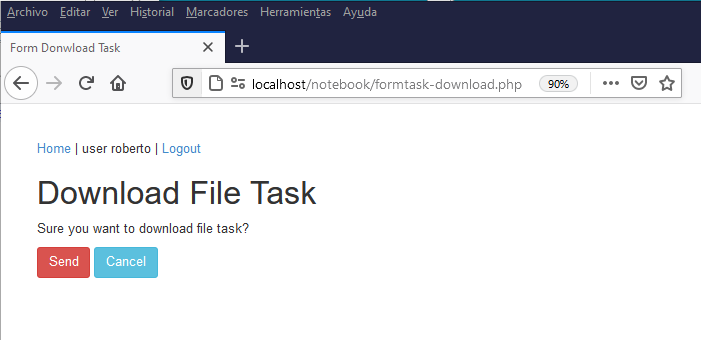 Archivo Editar Ver Historial Marcadores Herramientas Ayuda
Form Donwload Task
localhost/notebook/formtask-download.php 90%
Home | user roberto | Logout
Download File Task
Sure you want to download file task?
Send Cancel